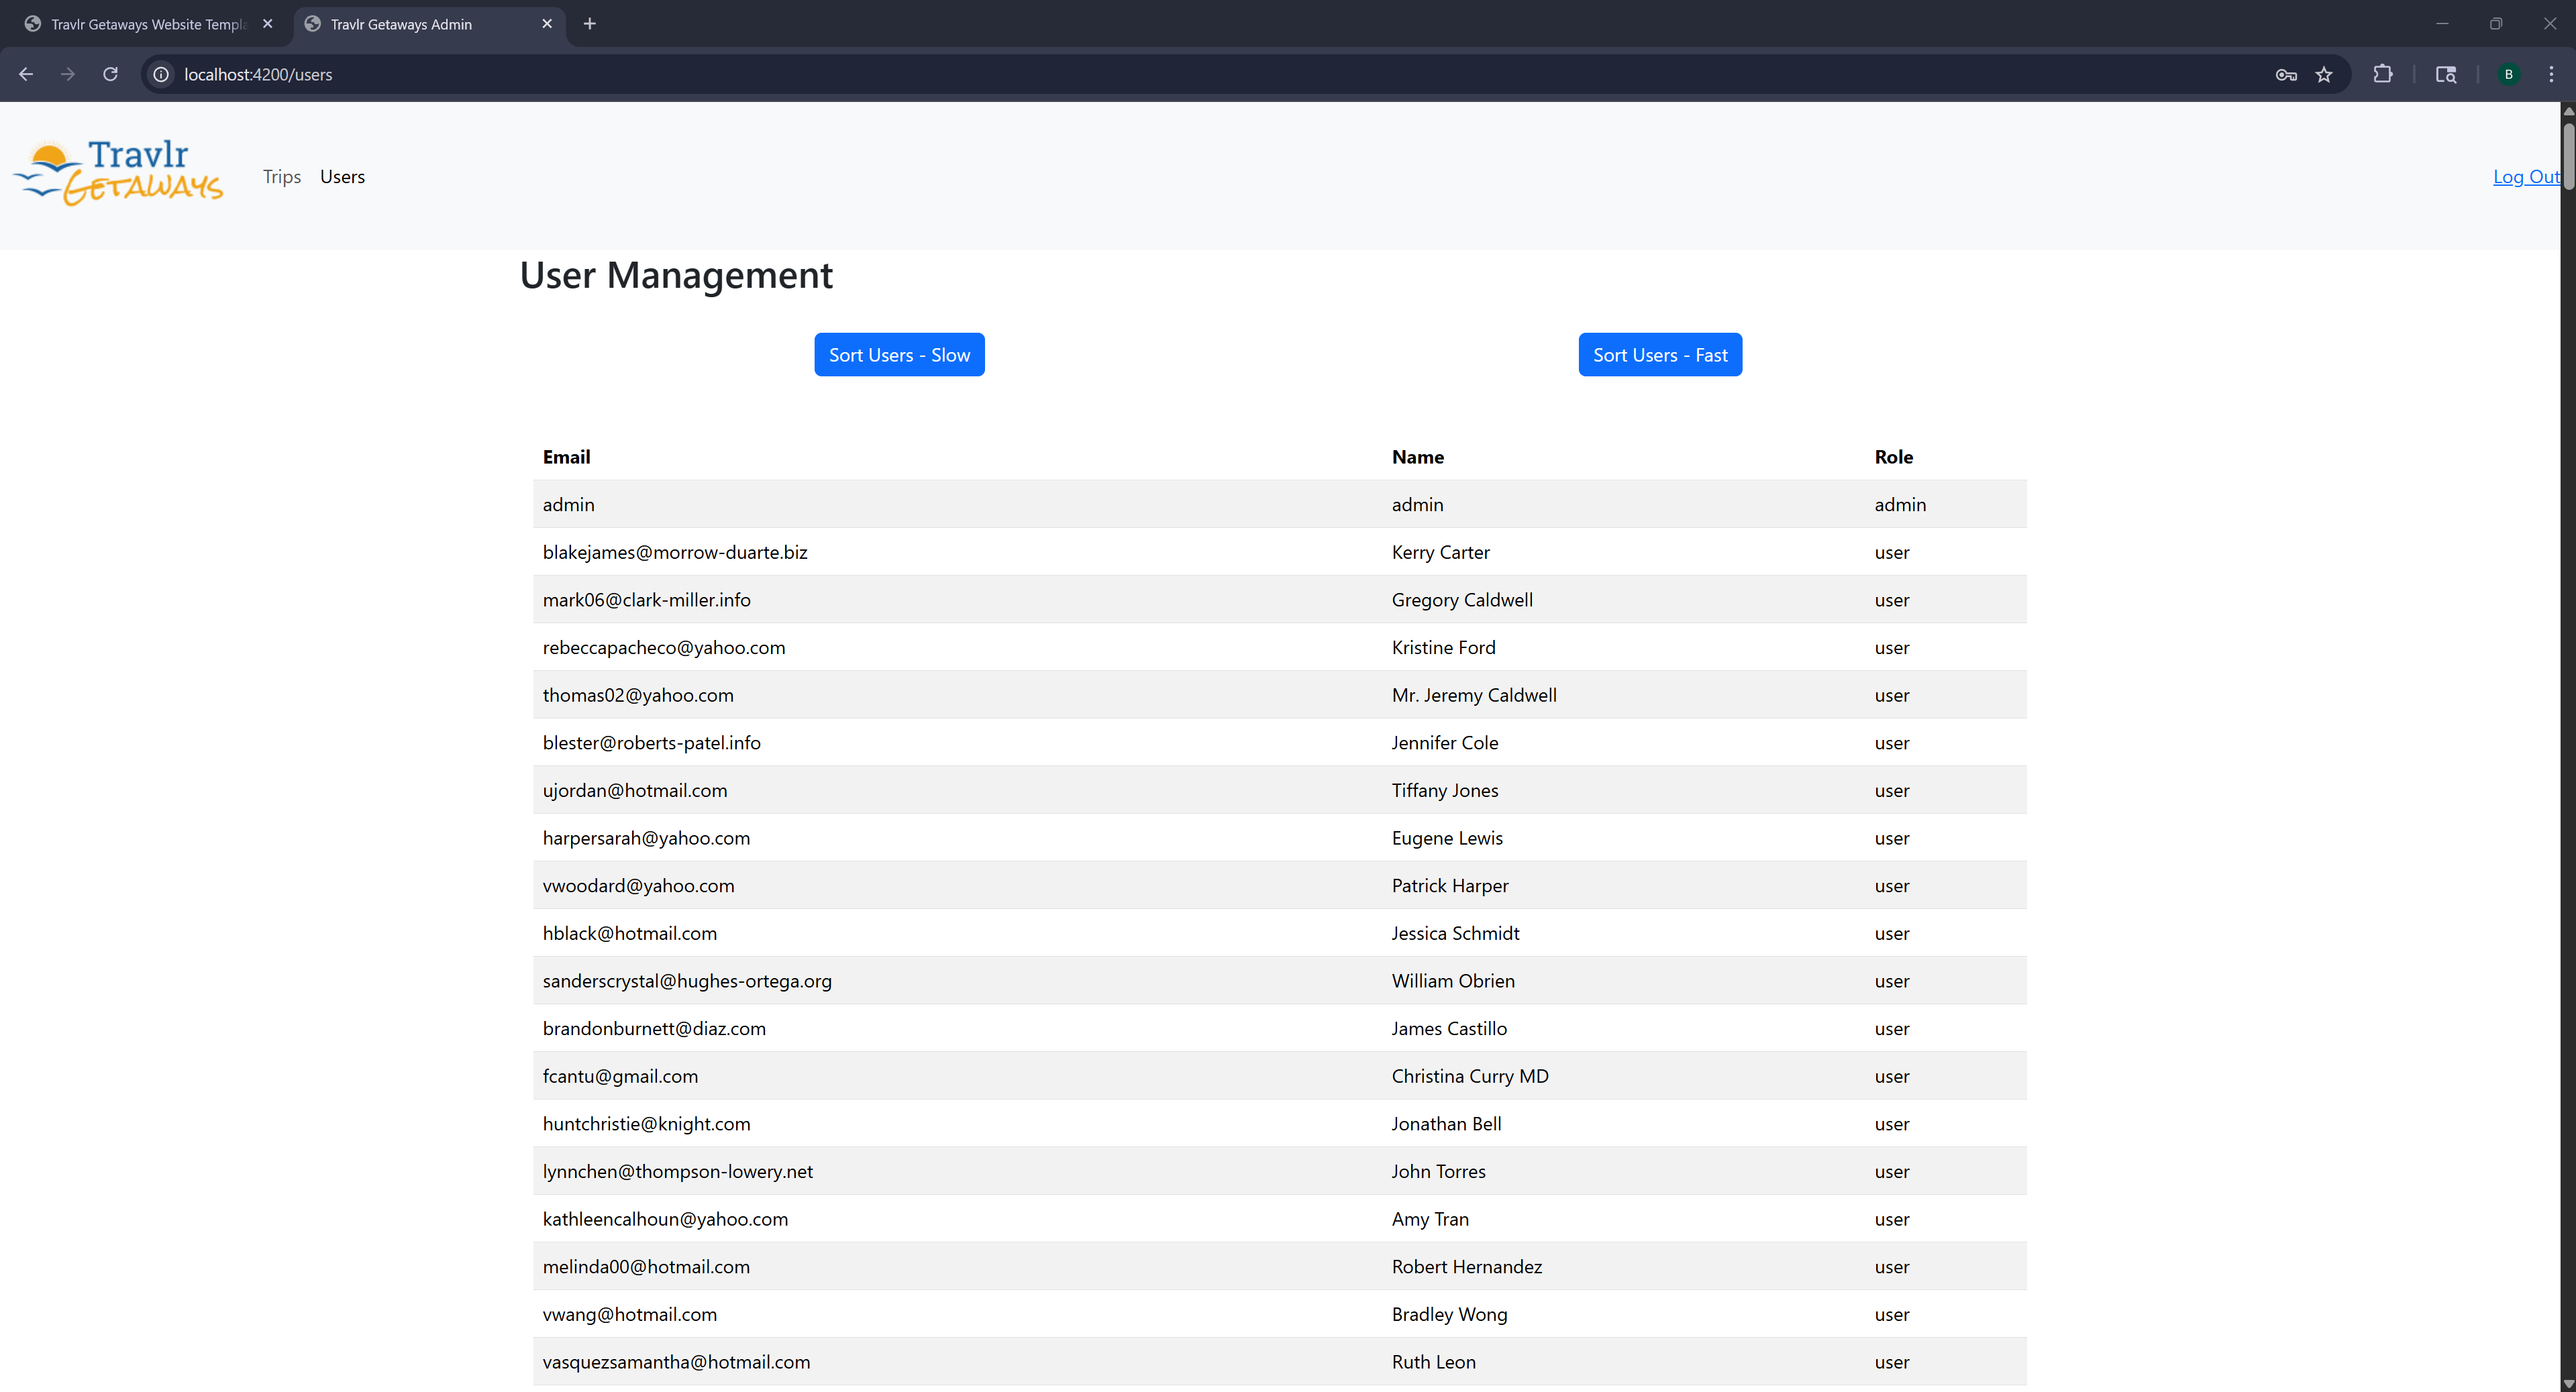 Travlr Getaways Website Templa
Travlr Getaways Admin
localhost:4200/users
B
Travlr
GETAWAYS
Trips
Users
Log Out
User Management
Sort Users - Slow
Sort Users - Fast
Email Name Role
admin admin admin
blakejames@morrow-duarte.biz Kerry Carter user
mark06@clark-miller.info Gregory Caldwell user
rebeccapacheco@yahoo.com Kristine Ford user
thomas02@yahoo.com Mr. Jeremy Caldwell user
blester@roberts-patel.info Jennifer Cole user
ujordan@hotmail.com Tiffany Jones user
harpersarah@yahoo.com Eugene Lewis user
vwoodard@yahoo.com Patrick Harper user
hblack@hotmail.com Jessica Schmidt user
sanderscrystal@hughes-ortega.org William Obrien user
brandonburnett@diaz.com James Castillo user
fcantu@gmail.com Christina Curry MD user
huntchristie@knight.com Jonathan Bell user
lynnchen@thompson-lowery.net John Torres user
kathleencalhoun@yahoo.com Amy Tran user
melinda00@hotmail.com Robert Hernandez user
vwang@hotmail.com Bradley Wong user
vasquezsamantha@hotmail.com Ruth Leon user